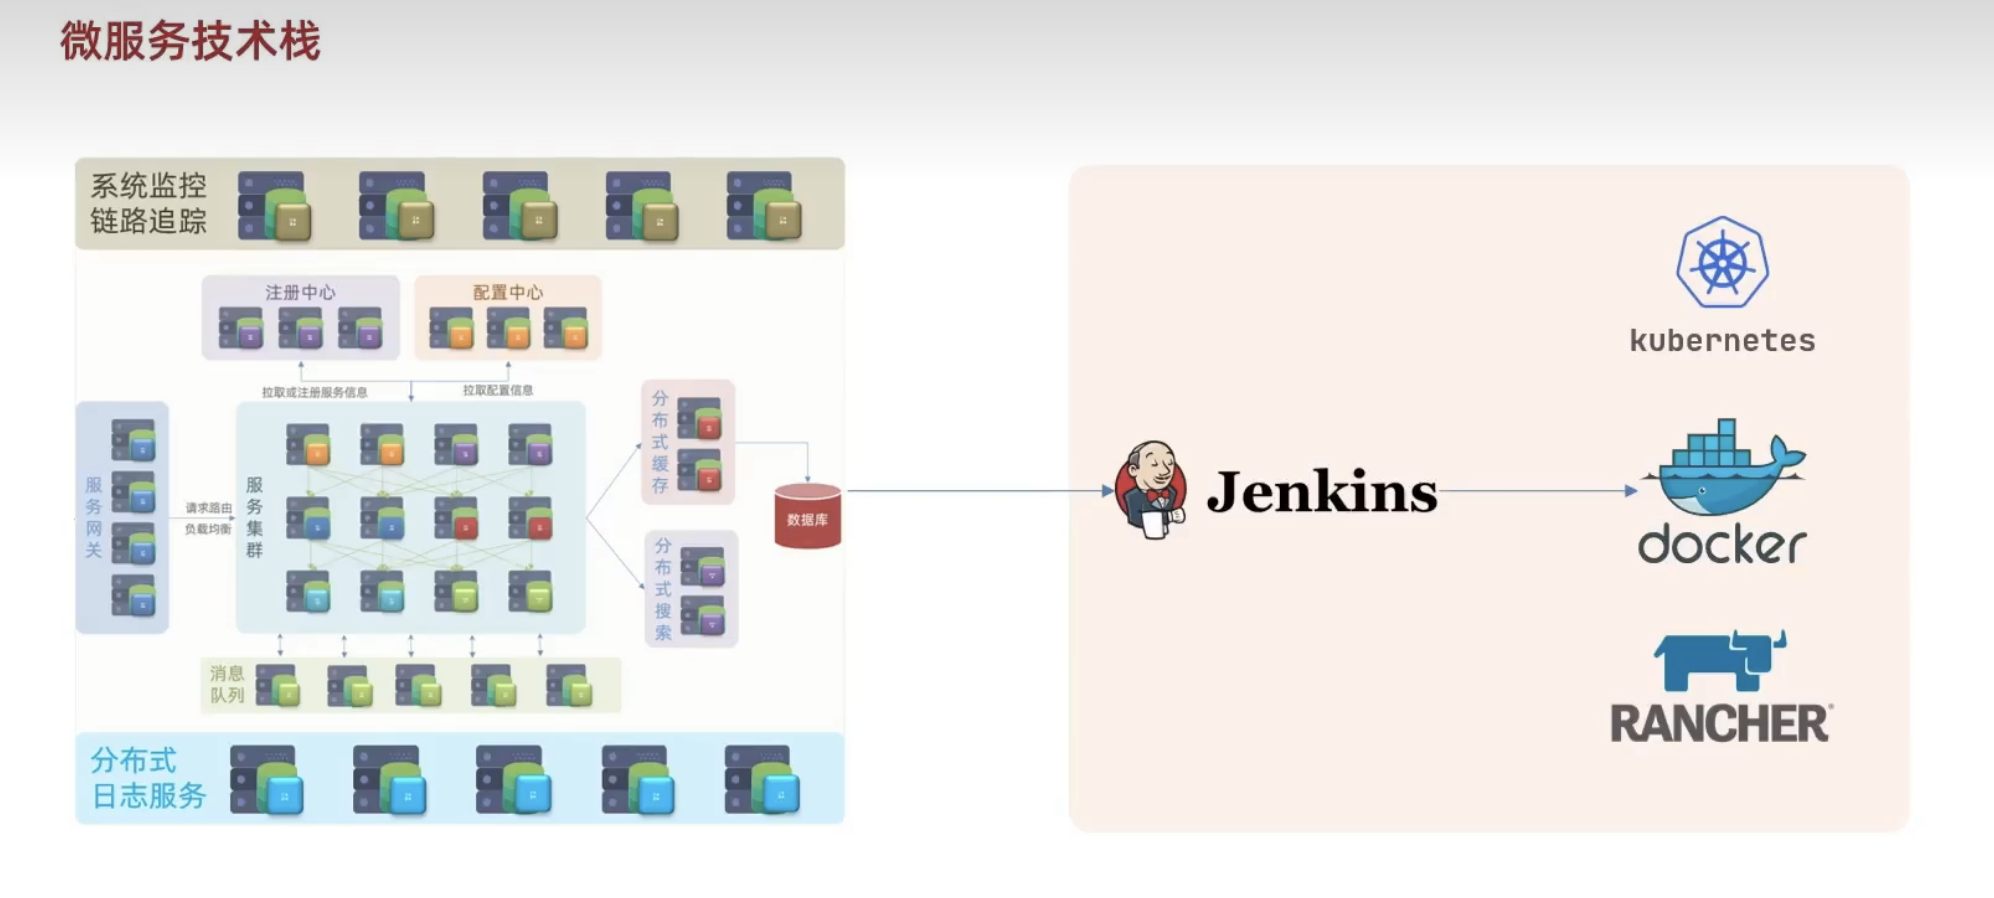 微服务技术栈
系统监控
链路追踪
注册中心
配置中心
拉取或注册服务信息
拉取配置信息
服务网关
请求路由
负载均衡
服务集群
分布式缓存
分布式搜索
数据库
消息
队列
分布式
日志服务
Jenkins
kubernetes
docker
RANCHER